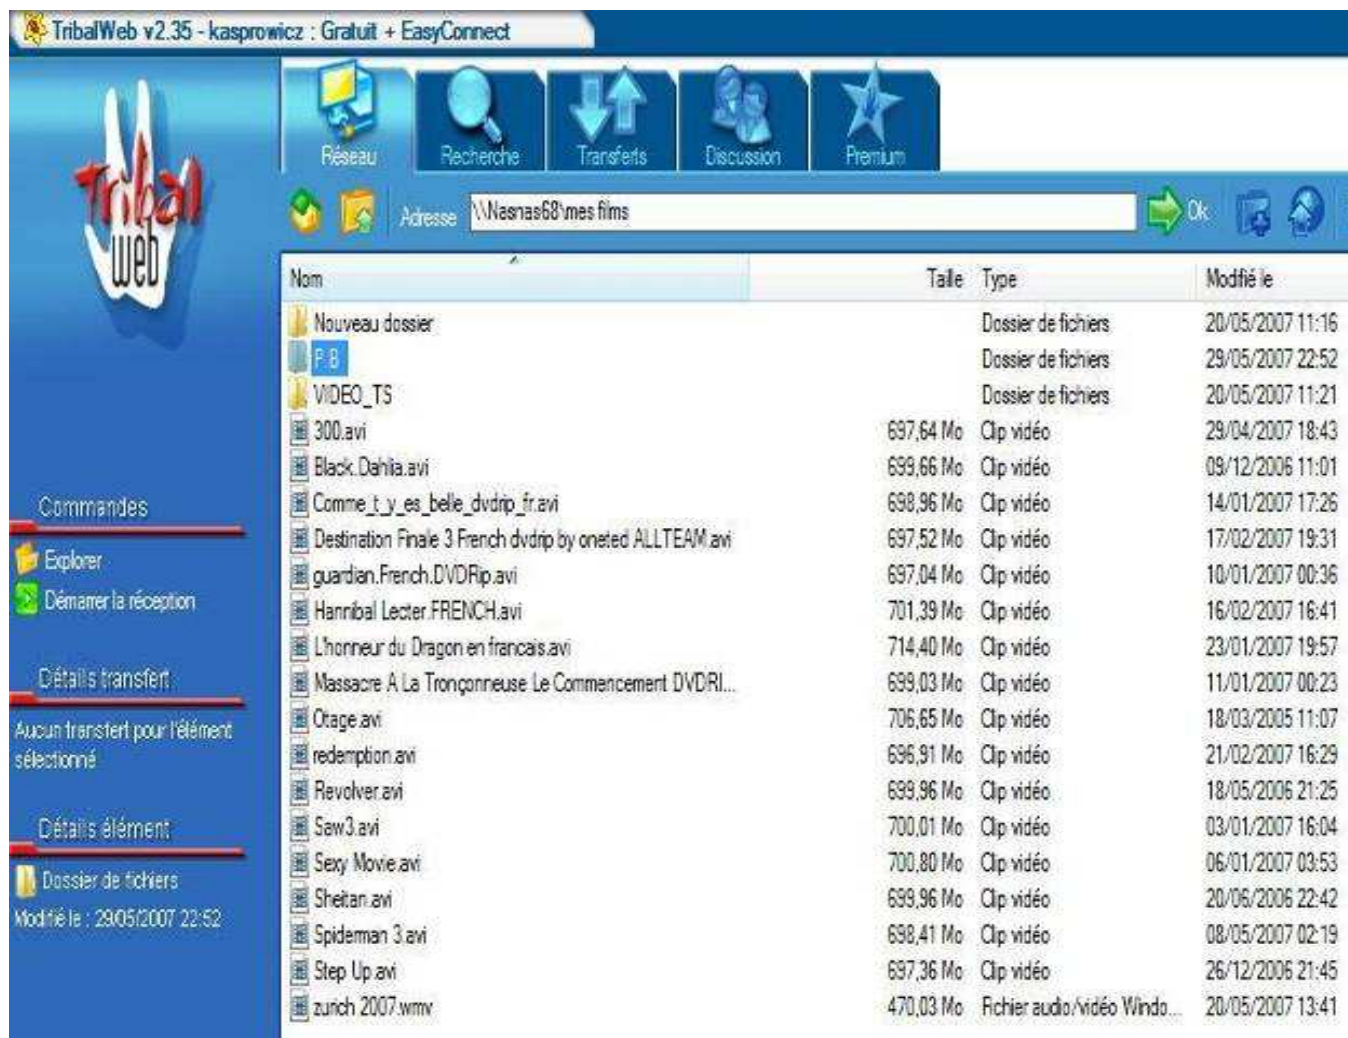 TribalWeb v2.35 - kasprowicz : Gratuit + EasyConnect
Réseau Recherche Transferts Discussion Premium
Tribal
web
Adresse \\Nasnas68\mes films Ok
Nom Taille Type Modifié le
Nouveau dossier Dossier de fichiers 20/05/2007 11:16
P.B Dossier de fichiers 29/05/2007 22:52
VIDEO_TS Dossier de fichiers 20/05/2007 11:21
300.avi 697,64 Mo Clip vidéo 29/04/2007 18:43
Black.Dahlia.avi 699,66 Mo Clip vidéo 09/12/2006 11:01
Comme_t_y_es_belle_dvdrip_fr.avi 698,96 Mo Clip vidéo 14/01/2007 17:26
Destination Finale 3 French dvdrip by oneted ALLTEAM.avi 697,52 Mo Clip vidéo 17/02/2007 19:31
guardian.French.DVDRip.avi 697,04 Mo Clip vidéo 10/01/2007 00:36
Hannibal Lecter.FRENCH.avi 701,39 Mo Clip vidéo 16/02/2007 16:41
L'honneur du Dragon en francais.avi 714,40 Mo Clip vidéo 23/01/2007 19:57
Massacre A La Tronçonneuse Le Commencement DVDRI... 699,03 Mo Clip vidéo 11/01/2007 00:23
Otage.avi 706,65 Mo Clip vidéo 18/03/2005 11:07
redemption.avi 696,91 Mo Clip vidéo 21/02/2007 16:29
Revolver.avi 699,96 Mo Clip vidéo 18/05/2006 21:25
Saw3.avi 700,01 Mo Clip vidéo 03/01/2007 16:04
Sexy Movie.avi 700,80 Mo Clip vidéo 06/01/2007 03:53
Sheitan.avi 699,96 Mo Clip vidéo 20/06/2006 22:42
Spiderman 3.avi 698,41 Mo Clip vidéo 08/05/2007 02:19
Step Up.avi 697,36 Mo Clip vidéo 26/12/2006 21:45
zurich 2007.wmv 470,03 Mo Fichier audio/vidéo Windo... 20/05/2007 13:41
Commandes
Explorer
Démarrer la réception
Détails transfert
Aucun transfert pour l'élément
sélectionné
Détails élément
Dossier de fichiers
Modifié le : 29/05/2007 22:52